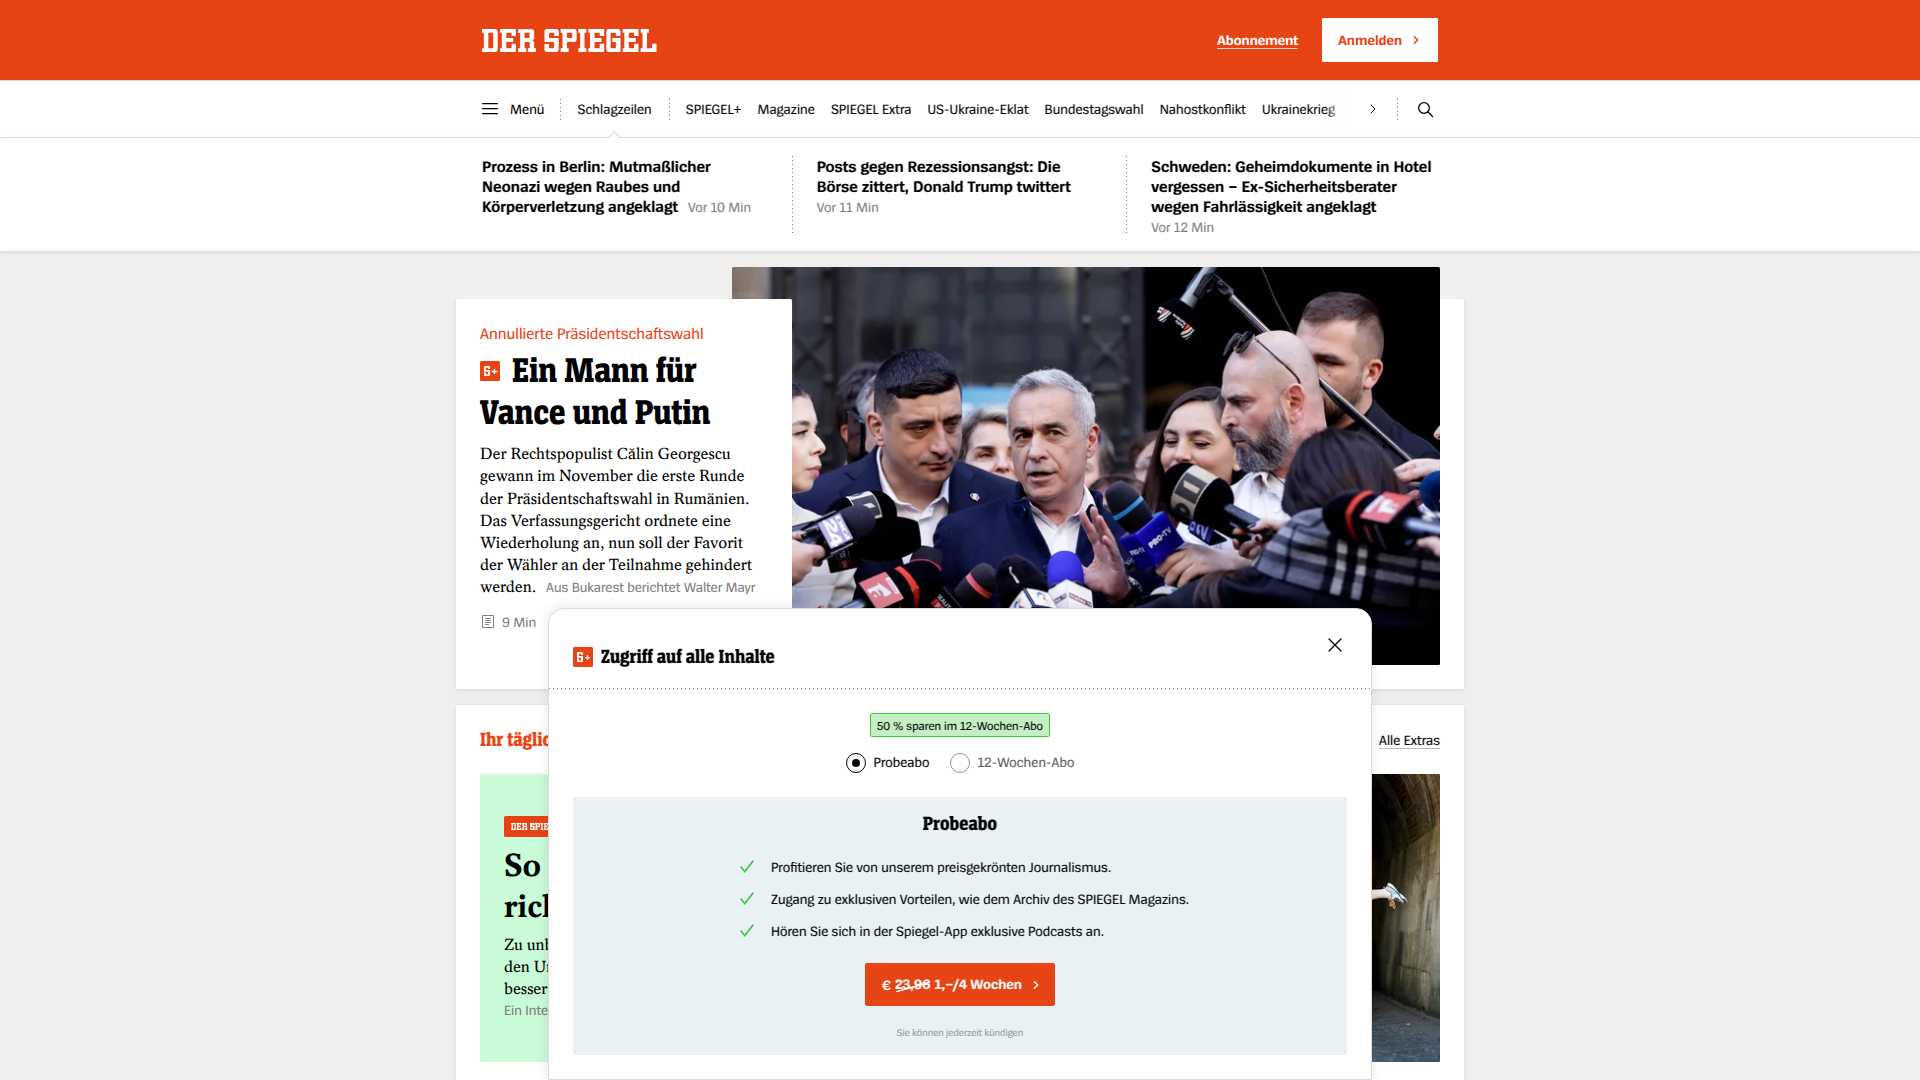 DER SPIEGEL
Abonnement
Anmelden
Menü
Schlagzeilen
SPIEGEL+
Magazine
SPIEGEL Extra
US-Ukraine-Eklat
Bundestagswahl
Nahostkonflikt
Ukrainekrieg
Prozess in Berlin: Mutmaßlicher
Neonazi wegen Raubes und
Körperverletzung angeklagt Vor 10 Min
Posts gegen Rezessionsangst: Die
Börse zittert, Donald Trump twittert
Vor 11 Min
Schweden: Geheimdokumente in Hotel
vergessen – Ex-Sicherheitsberater
wegen Fahrlässigkeit angeklagt
Vor 12 Min
Annullierte Präsidentschaftswahl
S+ Ein Mann für
Vance und Putin
Der Rechtspopulist Călin Georgescu
gewann im November die erste Runde
der Präsidentschaftswahl in Rumänien.
Das Verfassungsgericht ordnete eine
Wiederholung an, nun soll der Favorit
der Wähler an der Teilnahme gehindert
werden. Aus Bukarest berichtet Walter Mayr
9 Min
PRO•TV
S+ Zugriff auf alle Inhalte
50 % sparen im 12-Wochen-Abo
Probeabo
12-Wochen-Abo
Probeabo
Profitieren Sie von unserem preisgekrönten Journalismus.
Zugang zu exklusiven Vorteilen, wie dem Archiv des SPIEGEL Magazins.
Hören Sie sich in der Spiegel-App exklusive Podcasts an.
€ 23,96 1,–/4 Wochen
Sie können jederzeit kündigen
Ihr täglic
Alle Extras
DER SPIE
So
rich
Zu unb
den Un
besser
Ein Inte